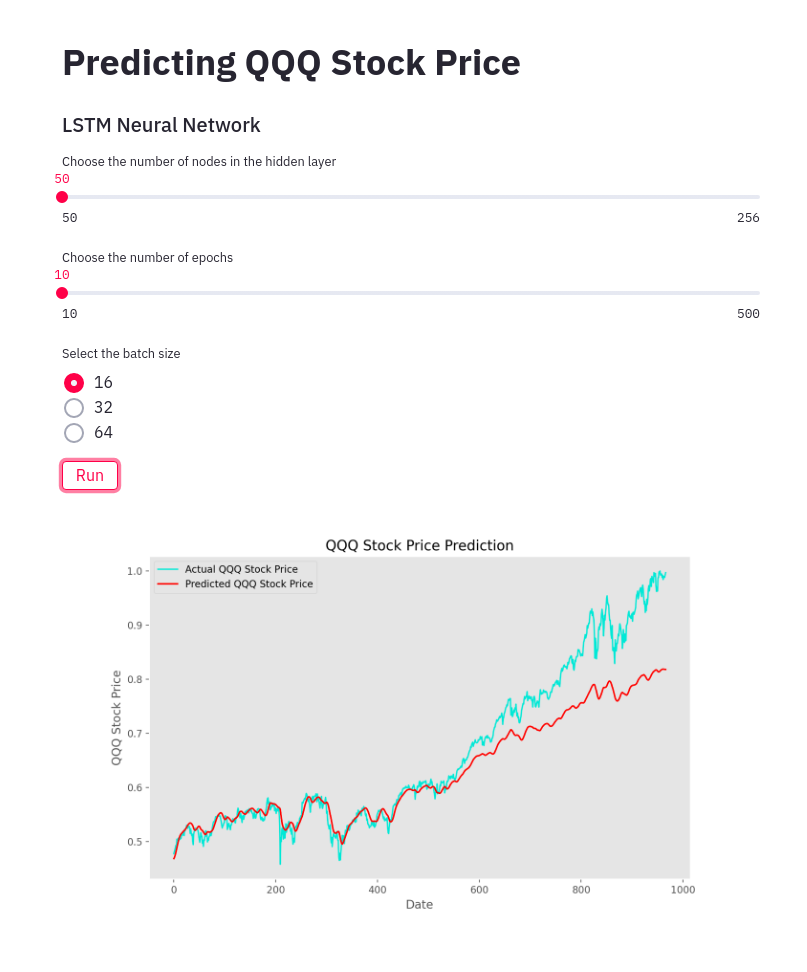 Predicting QQQ Stock Price
LSTM Neural Network
Choose the number of nodes in the hidden layer
50
50 256
Choose the number of epochs
10
10 500
Select the batch size
16
32
64
Run
QQQ Stock Price Prediction
Actual QQQ Stock Price
Predicted QQQ Stock Price
1.0
0.9
0.8
0.7
0.6
0.5
QQQ Stock Price
0 200 400 600 800 1000
Date